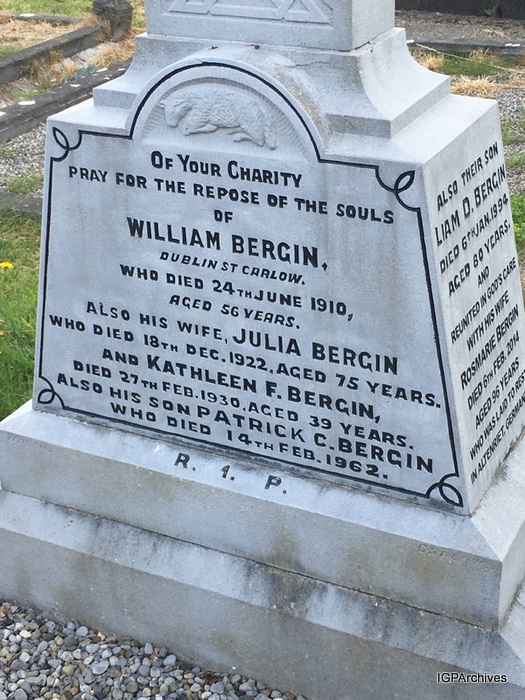 OF YOUR CHARITY
PRAY FOR THE REPOSE OF THE SOULS
OF
WILLIAM BERGIN,
DUBLIN ST CARLOW.
WHO DIED 24TH JUNE 1910,
AGED 56 YEARS.
ALSO HIS WIFE, JULIA BERGIN
WHO DIED 18TH DEC. 1922, AGED 75 YEARS.
AND KATHLEEN F. BERGIN,
DIED 27TH FEB. 1930, AGED 39 YEARS.
ALSO HIS SON PATRICK C. BERGIN
WHO DIED 14TH FEB. 1962.
R. I. P.
ALSO THEIR SON
LIAM D. BERGIN
DIED 6TH JAN. 1994
AGED 80 YEARS.
AND
REUNITED IN GOD'S CARE
WITH HIS WIFE
ROSMARIE BERGIN
DIED 6TH FEB. 2014
AGED 90 YEARS
WHO WAS LAID TO REST
IN ALTENRIET, GERMANY
IGPArchives